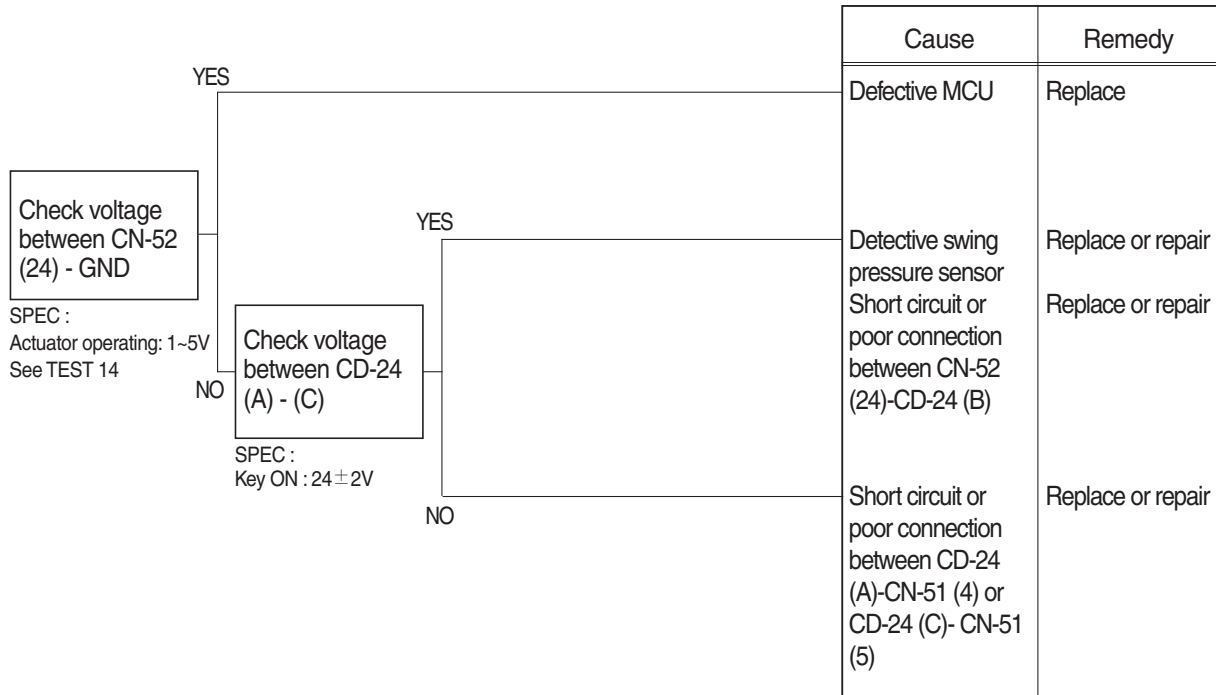 Cause
Remedy
YES
Defective MCU
Replace
Check voltage
between CN-52
(24) - GND
SPEC :
Actuator operating: 1~5V
See TEST 14
NO
YES
Detective swing
pressure sensor
Replace or repair
Short circuit or
poor connection
between CN-52
(24)-CD-24 (B)
Replace or repair
Check voltage
between CD-24
(A) - (C)
SPEC :
Key ON : 24±2V
NO
Short circuit or
poor connection
between CD-24
(A)-CN-51 (4) or
CD-24 (C)- CN-51
(5)
Replace or repair